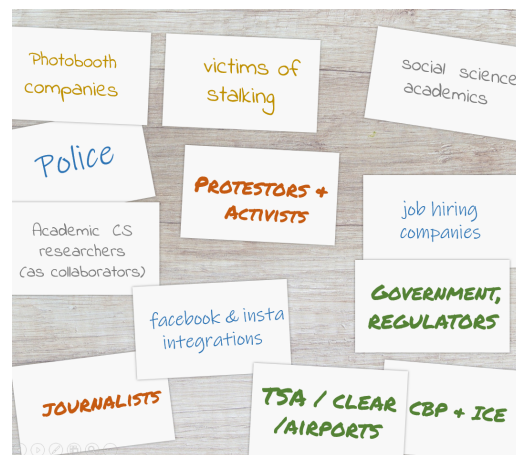 Photobooth
companies
victims of
stalking
social science
academics
Police
PROTESTORS +
ACTIVISTS
job hiring
companies
Academic CS
researchers
(as collaborators)
GOVERNMENT,
REGULATORS
facebook & insta
integrations
JOURNALISTS
TSA / CLEAR
/AIRPORTS
CBP + ICE